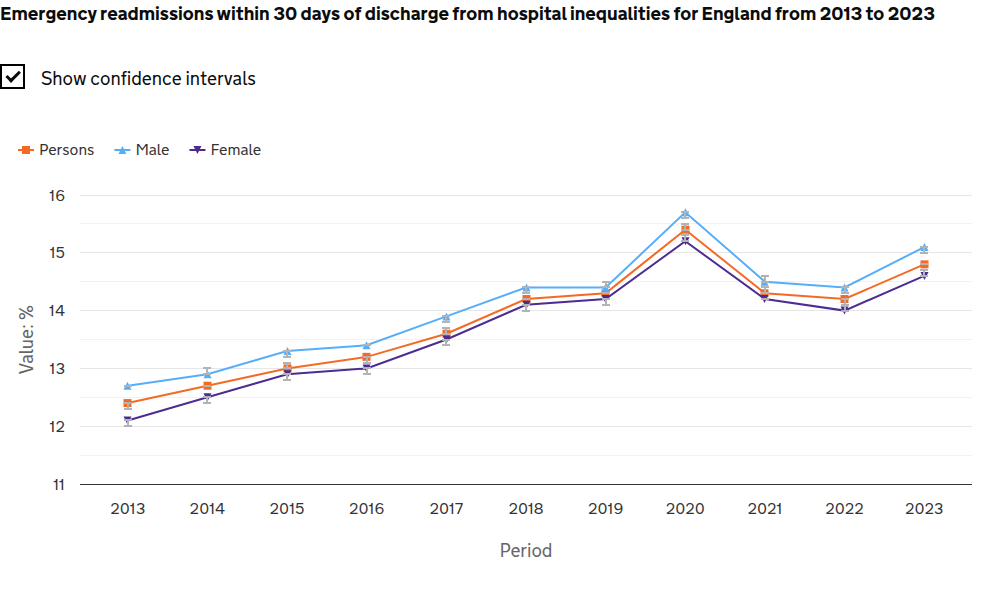 Emergency readmissions within 30 days of discharge from hospital inequalities for England from 2013 to 2023
Show confidence intervals
Persons Male Female
16
15
14
13
12
11
Value: %
2013 2014 2015 2016 2017 2018 2019 2020 2021 2022 2023
Period